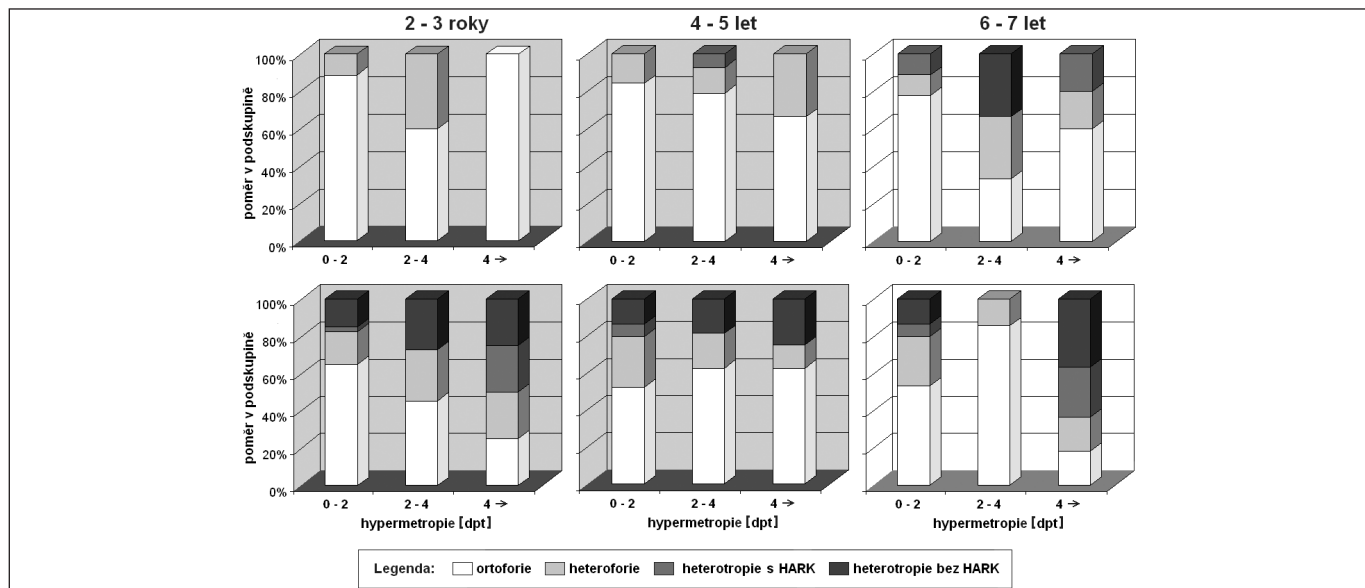 2 - 3 roky 4 - 5 let 6 - 7 let
poměr v podskupině
100%
80%
60%
40%
20%
0%
0 - 2 2 - 4 4 → 0 - 2 2 - 4 4 → 0 - 2 2 - 4 4 →
poměr v podskupině
100%
80%
60%
40%
20%
0%
0 - 2 2 - 4 4 → 0 - 2 2 - 4 4 → 0 - 2 2 - 4 4 →
hypermetropie [dpt] hypermetropie [dpt] hypermetropie [dpt]
Legenda: ortoforie heteroforie heterotropie s HARK heterotropie bez HARK